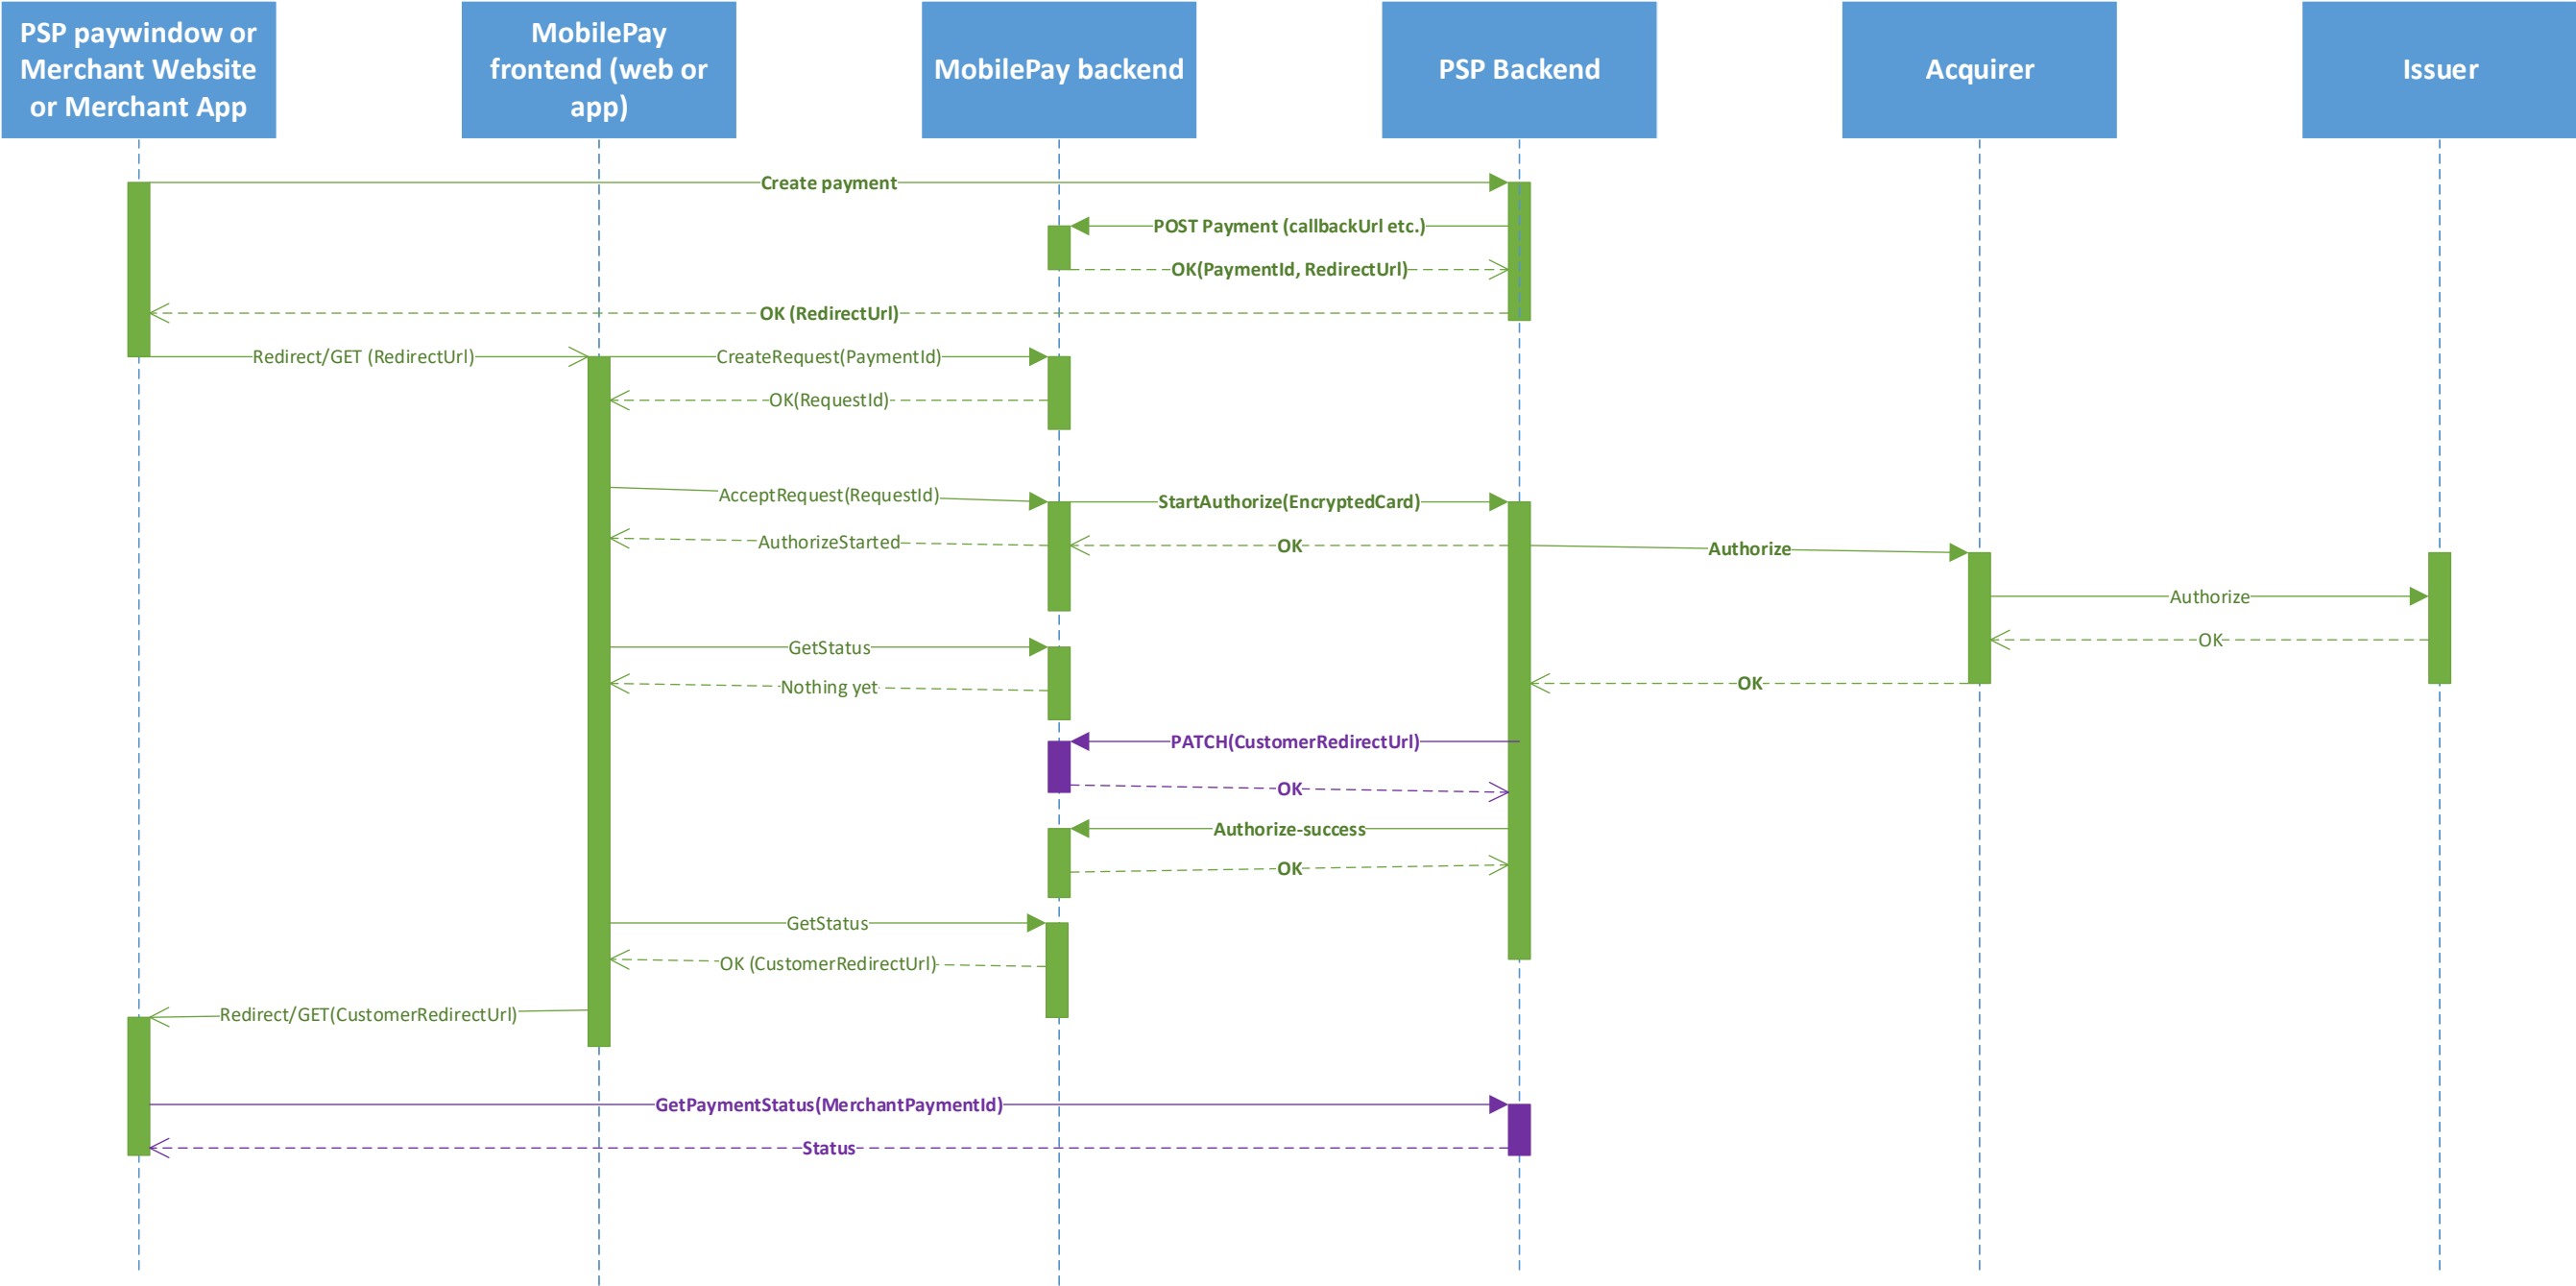 PSP paywindow or
Merchant Website
or Merchant App
MobilePay
frontend (web or
app)
MobilePay backend
PSP Backend
Acquirer
Issuer
Create payment
POST Payment (callbackUrl etc.)
OK(PaymentId, RedirectUrl)
OK (RedirectUrl)
Redirect/GET (RedirectUrl)
CreateRequest(PaymentId)
OK(RequestId)
AcceptRequest(RequestId)
StartAuthorize(EncryptedCard)
AuthorizeStarted
OK
Authorize
Authorize
OK
GetStatus
Nothing yet
OK
PATCH(CustomerRedirectUrl)
OK
Authorize-success
OK
GetStatus
OK (CustomerRedirectUrl)
Redirect/GET(CustomerRedirectUrl)
GetPaymentStatus(MerchantPaymentId)
Status